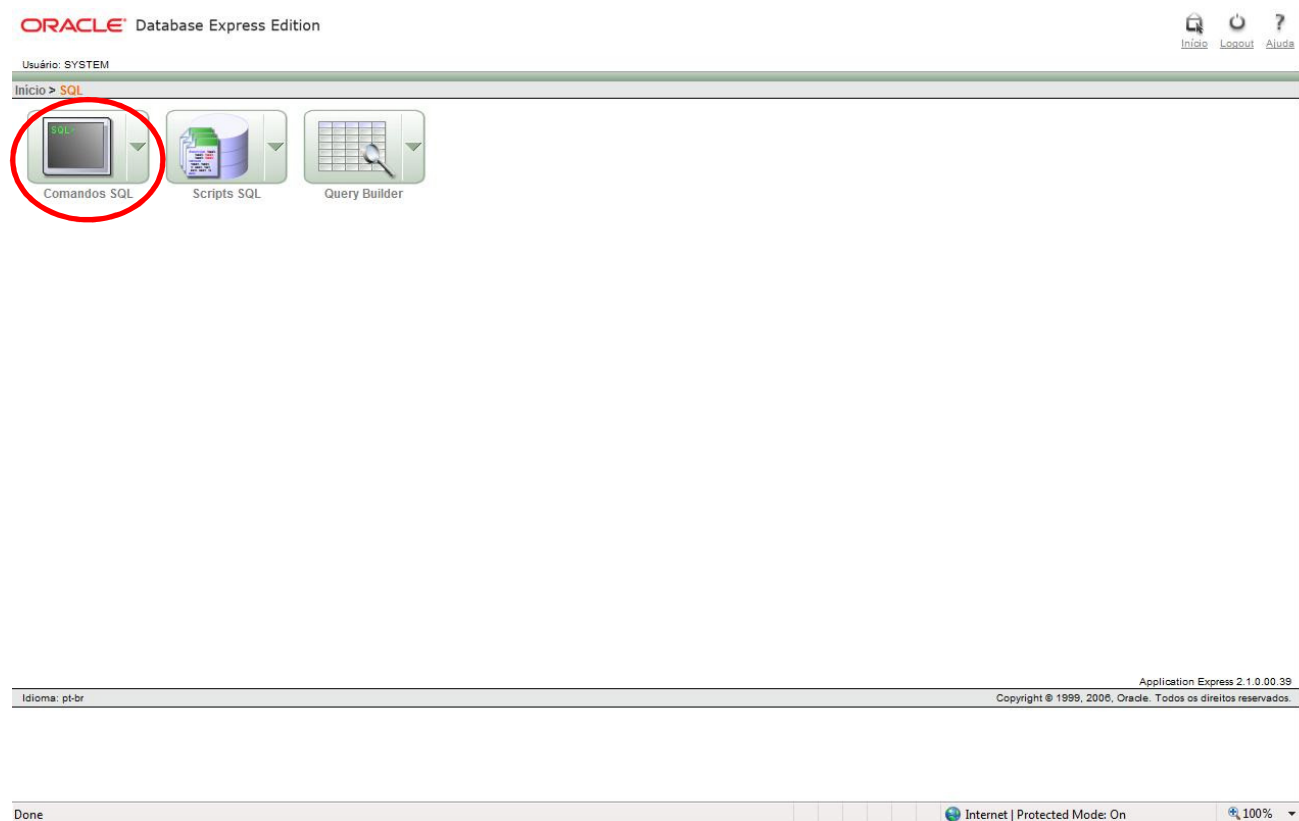 ORACLE Database Express Edition
Início Logout Ajuda
Usuário: SYSTEM
Início > SQL
SQL>
Comandos SQL
Scripts SQL
Query Builder
Application Express 2.1.0.00.39
Idioma: pt-br
Copyright © 1999, 2006, Oracle. Todos os direitos reservados.
Done
Internet | Protected Mode: On
100%